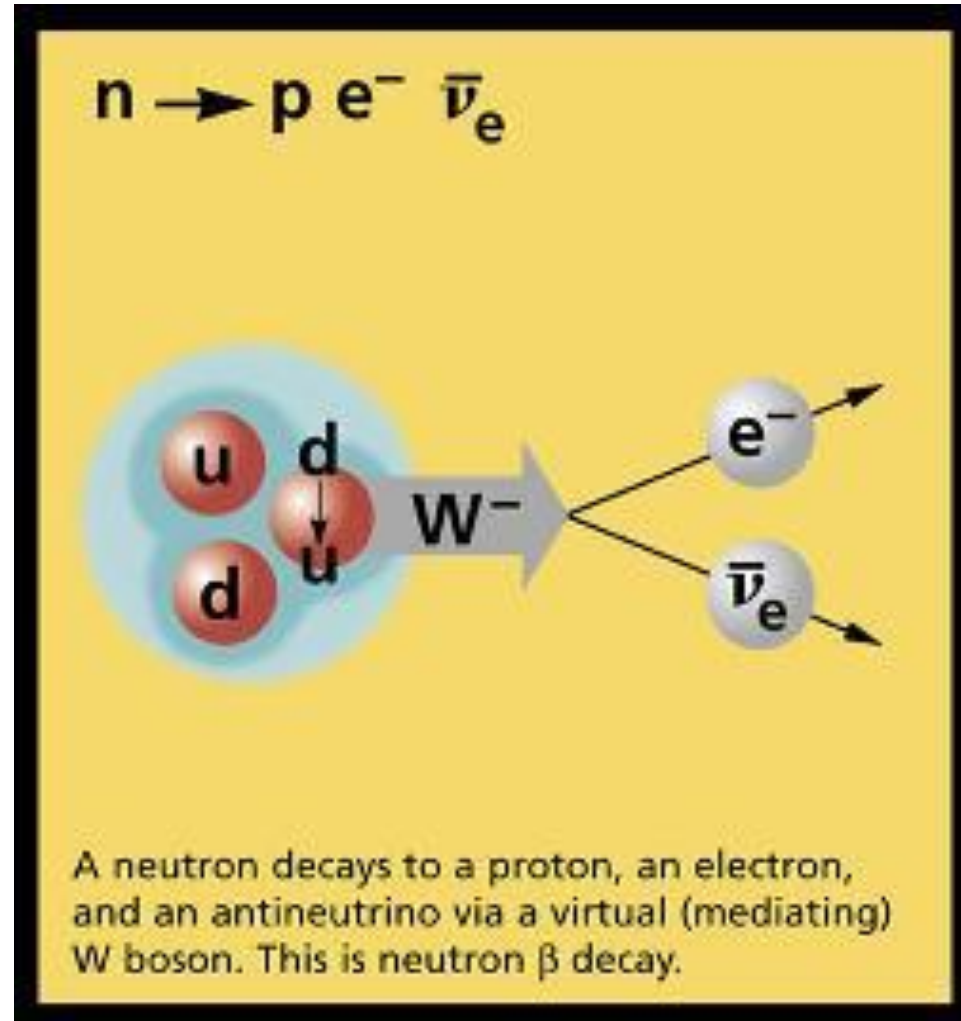 n → p e⁻ ν̄ₑ
d
u
W⁻
e⁻
d
u
ν̄ₑ
A neutron decays to a proton, an electron,
and an antineutrino via a virtual (mediating)
W boson. This is neutron β decay.